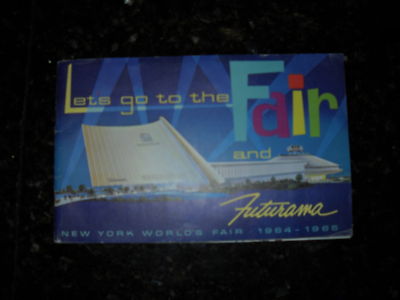 Lets go to the Fair
and
Futurama
NEW YORK WORLD'S FAIR · 1964-1965